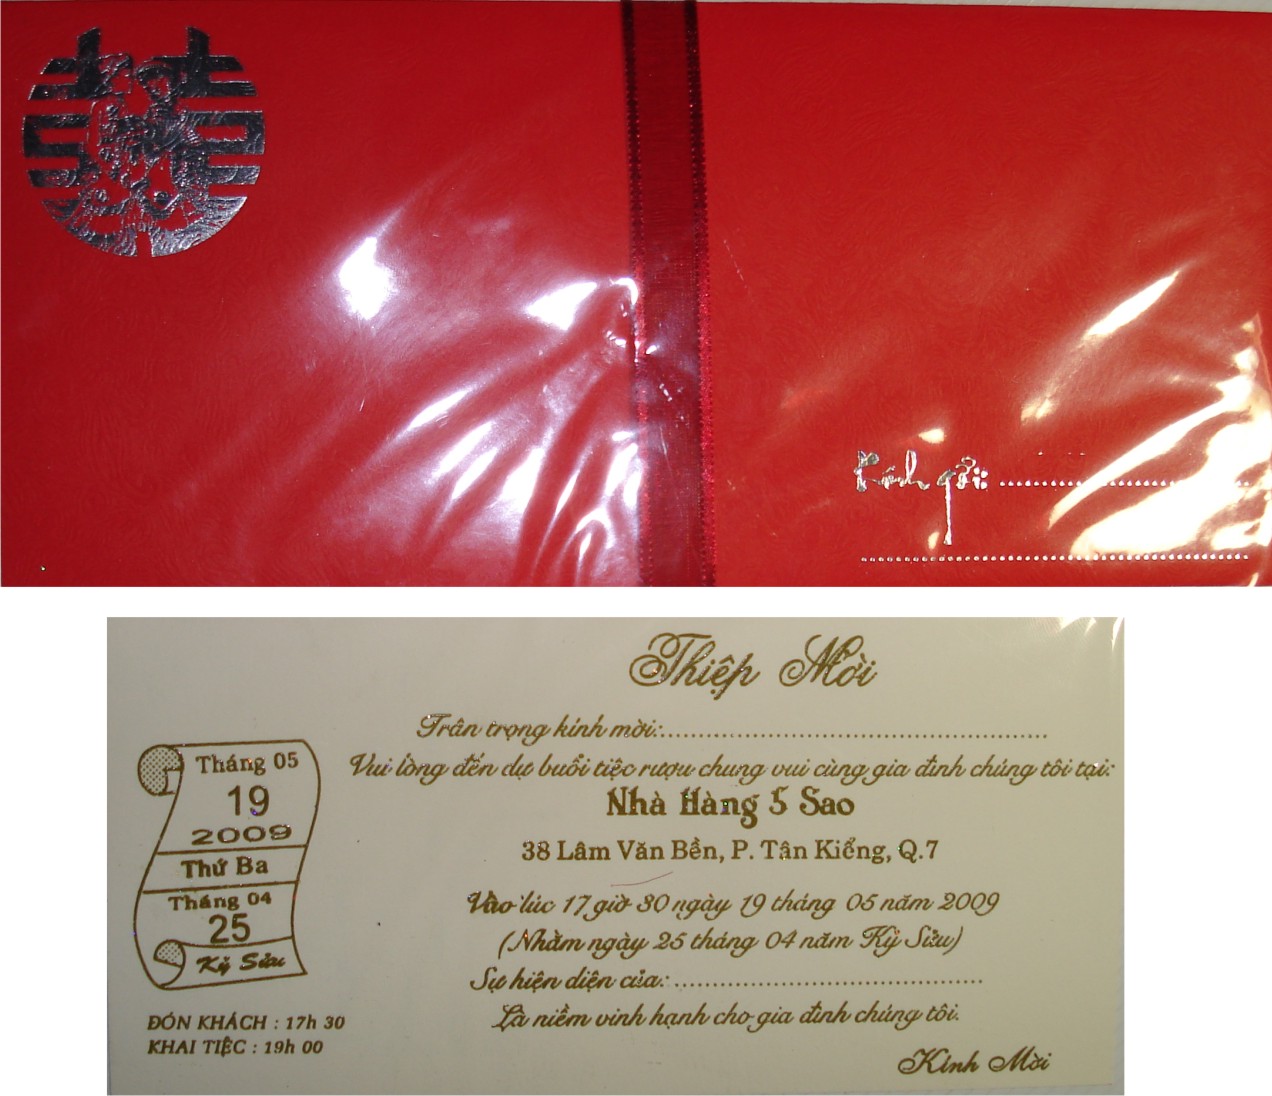 囍
Kính gởi: ....................
....................
Thiệp Mời
Trân trọng kính mời:....................
Vui lòng đến dự buổi tiệc rượu chung vui cùng gia đình chúng tôi tại:
Nhà Hàng 5 Sao
38 Lâm Văn Bền, P. Tân Kiểng, Q.7
Vào lúc 17 giờ 30 ngày 19 tháng 05 năm 2009
(Nhằm ngày 25 tháng 04 năm Kỷ Sửu)
Sự hiện diện của: ....................
Là niềm vinh hạnh cho gia đình chúng tôi.
Kính Mời
Tháng 05
19
2009
Thứ Ba
Tháng 04
25
Kỷ Sửu
ĐÓN KHÁCH : 17h 30
KHAI TIỆC : 19h 00